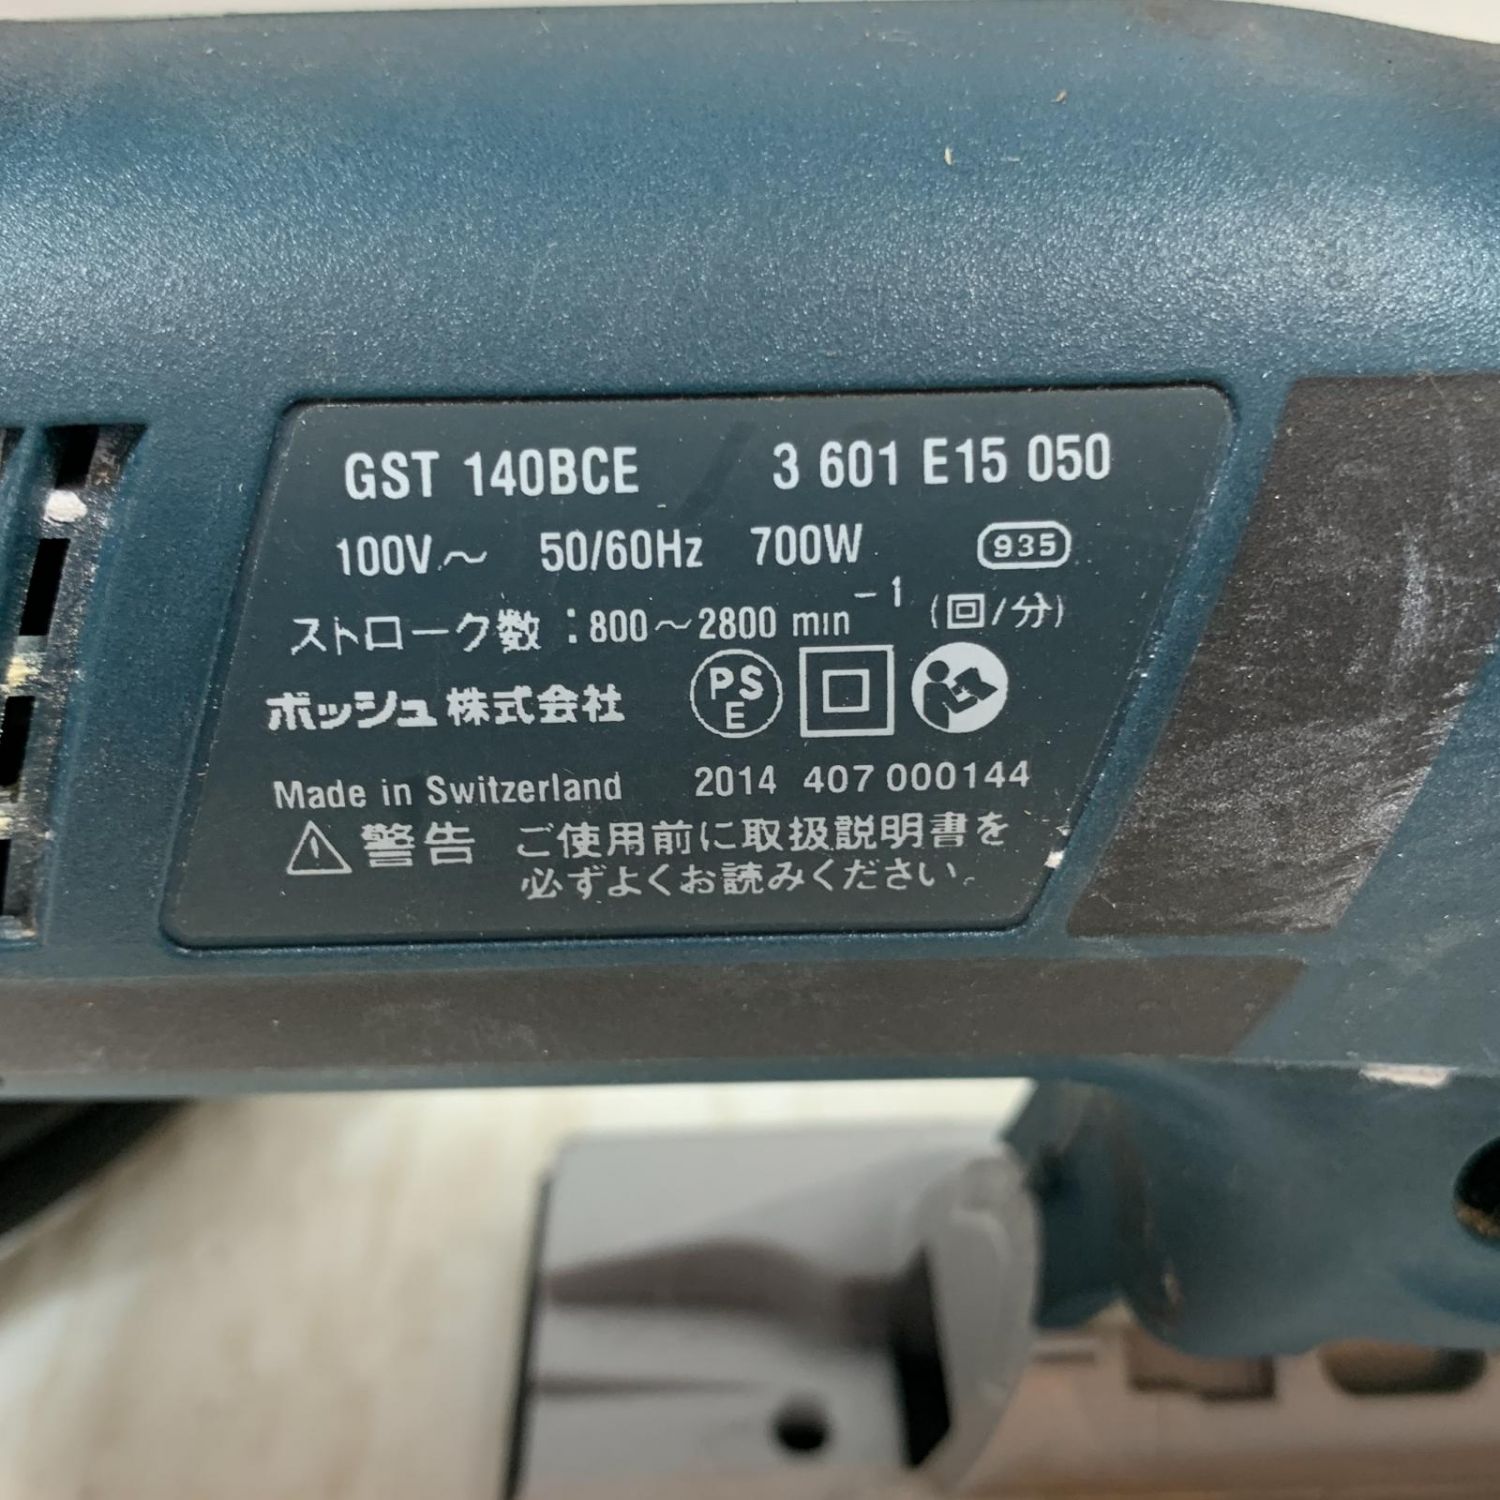 GST 140BCE 3 601 E15 050
100V～ 50/60Hz 700W 935
ストローク数：800～2800 min⁻¹ (回/分)
ボッシュ株式会社 PS E
Made in Switzerland 2014 407 000144
警告 ご使用前に取扱説明書を
必ずよくお読みください。